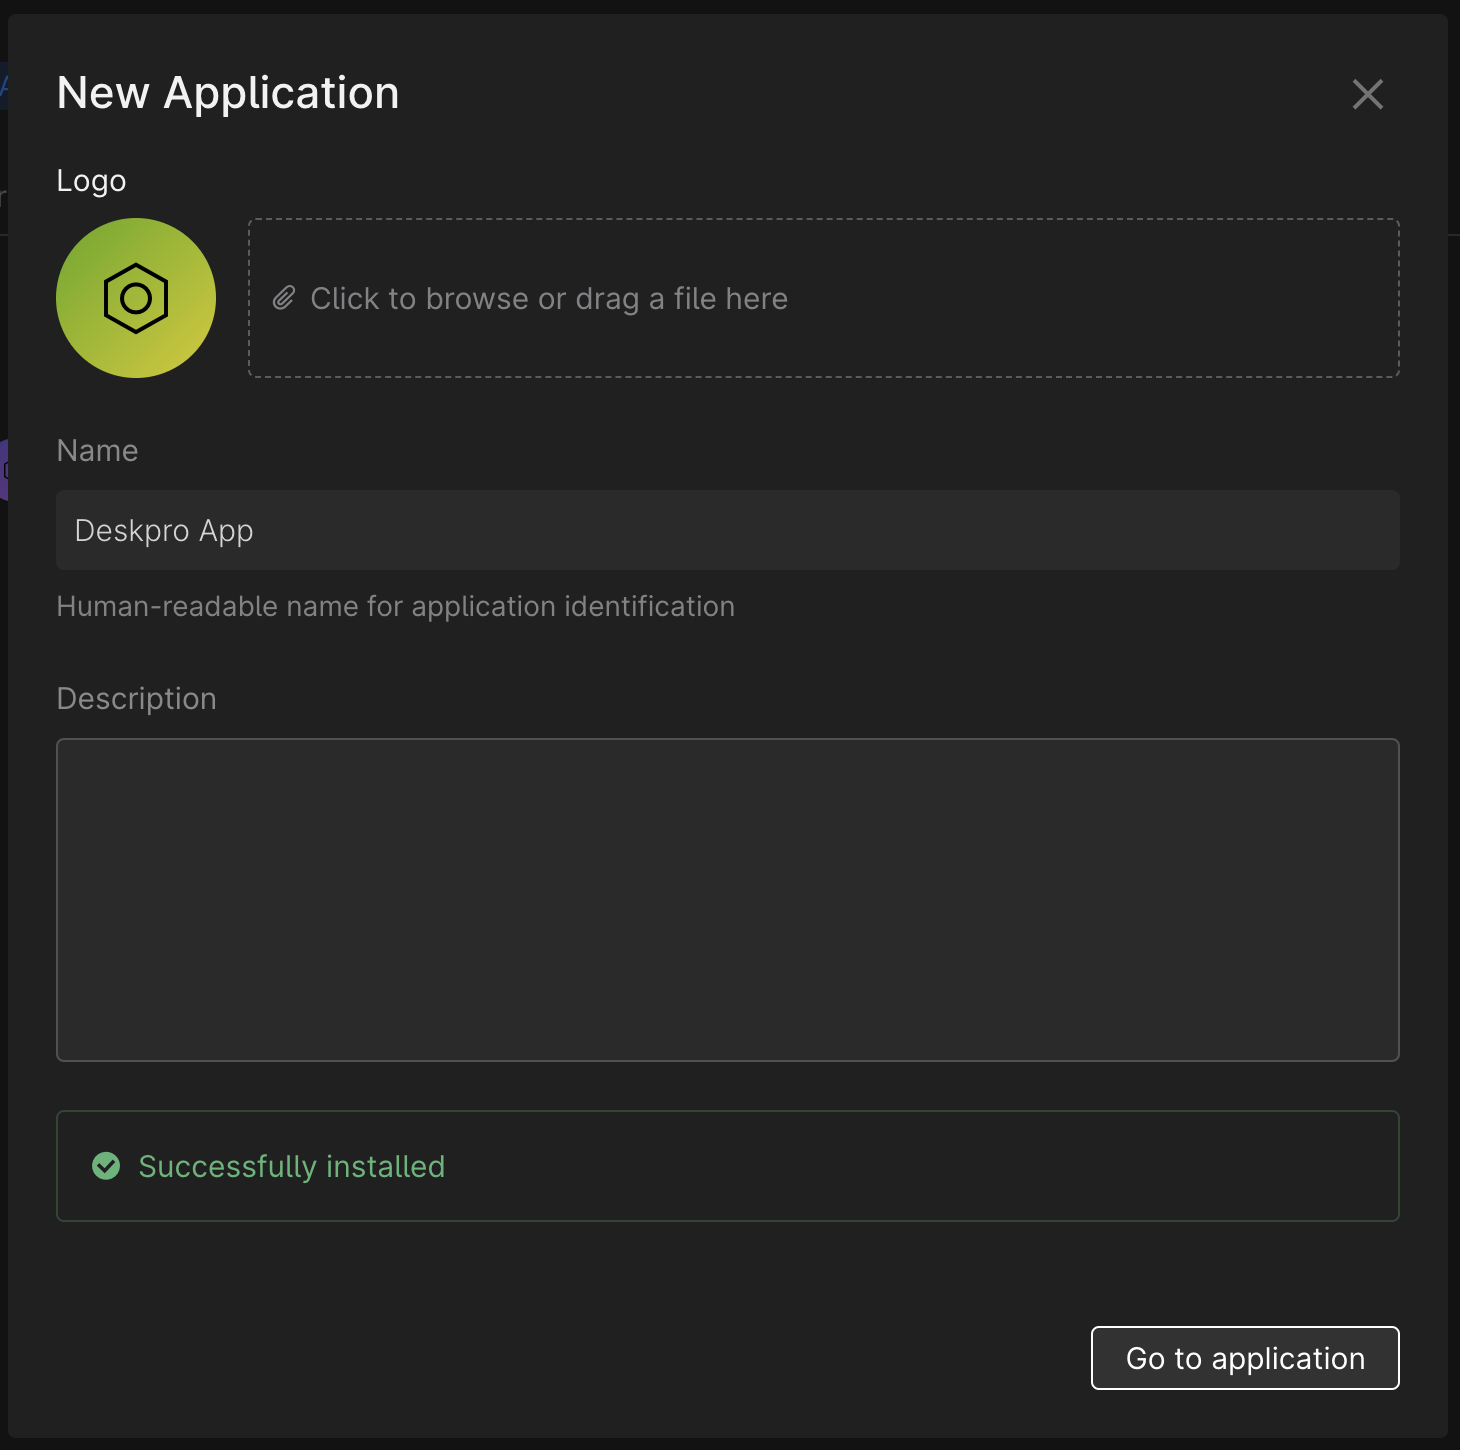 New Application
Logo
Click to browse or drag a file here
Name
Deskpro App
Human-readable name for application identification
Description
Successfully installed
Go to application